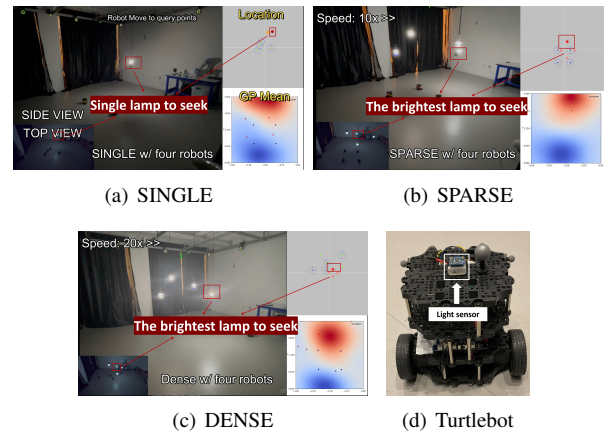 Robot Move to query points
Location
Single lamp to seek
GP Mean
SIDE VIEW
TOP VIEW
SINGLE w/ four robots
(a) SINGLE
Speed: 10x >>
The brightest lamp to seek
SPARSE w/ four robots
(b) SPARSE
Speed: 20x >>
The brightest lamp to seek
Dense w/ four robots
(c) DENSE
Light sensor
(d) Turtlebot